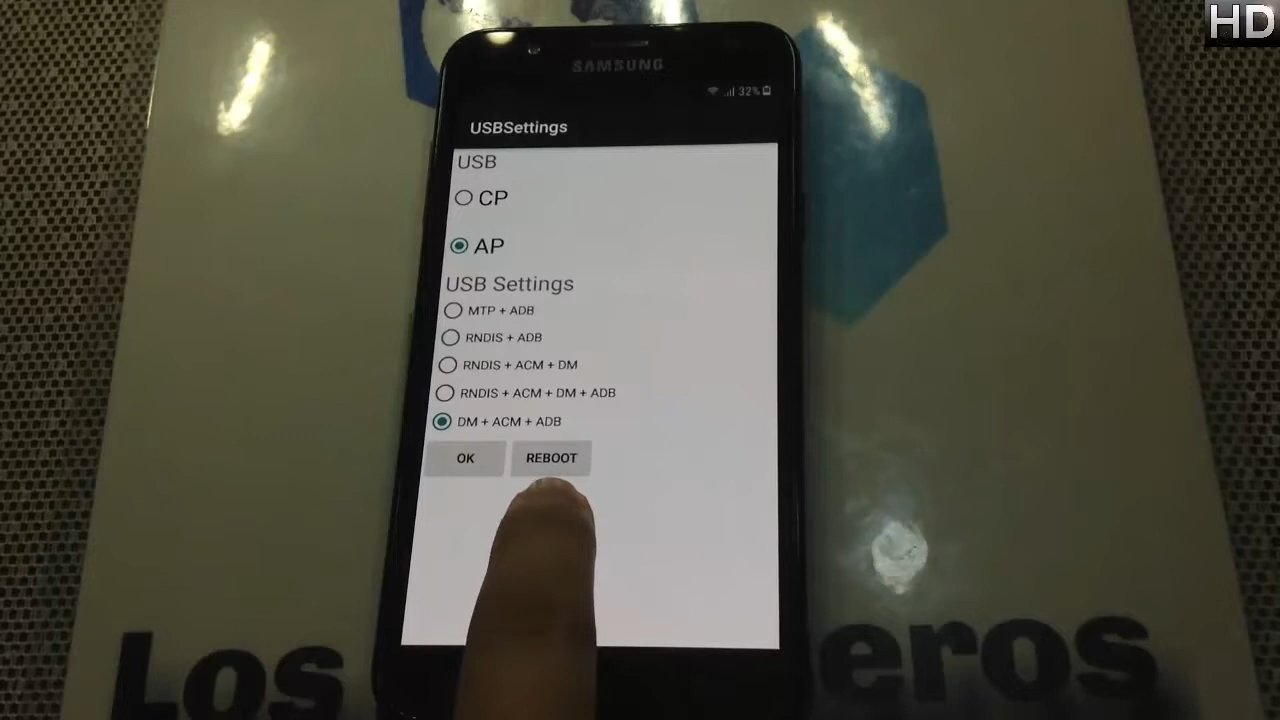 HD
SAMSUNG
32%
USBSettings
USB
CP
AP
USB Settings
MTP + ADB
RNDIS + ADB
RNDIS + ACM + DM
RNDIS + ACM + DM + ADB
DM + ACM + ADB
OK REBOOT
Los eros